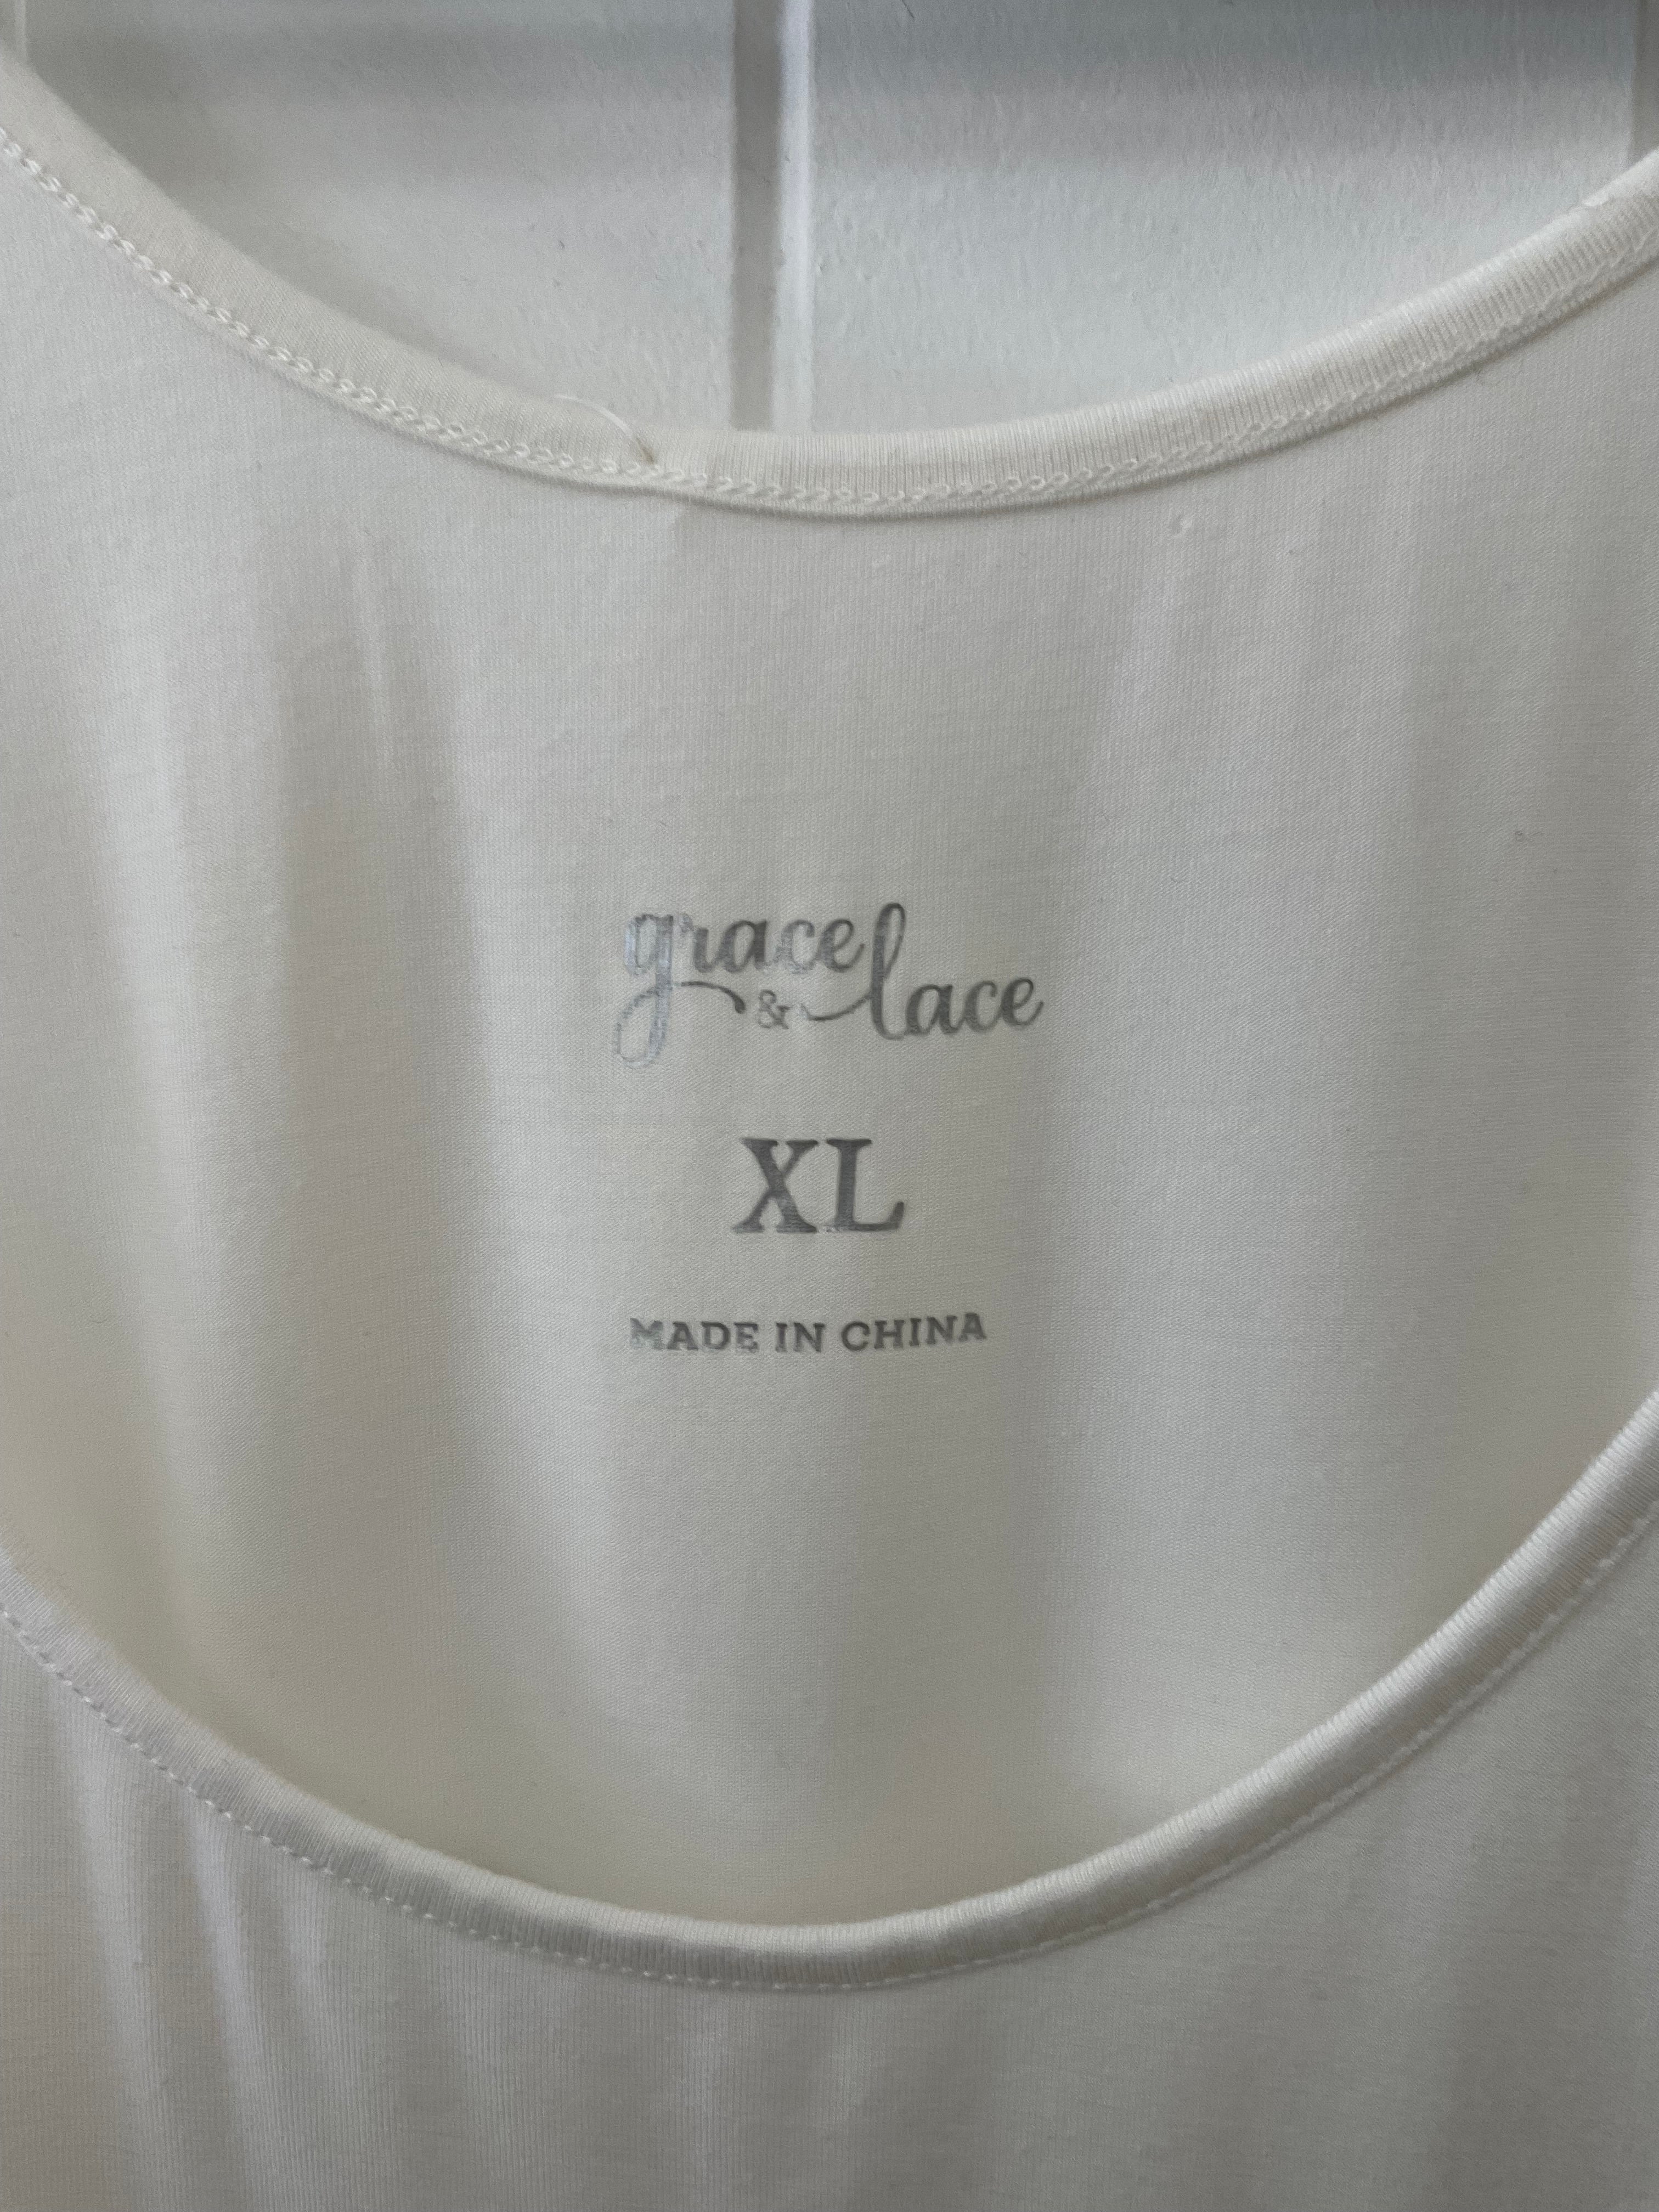 grace
& lace
XL
MADE IN CHINA